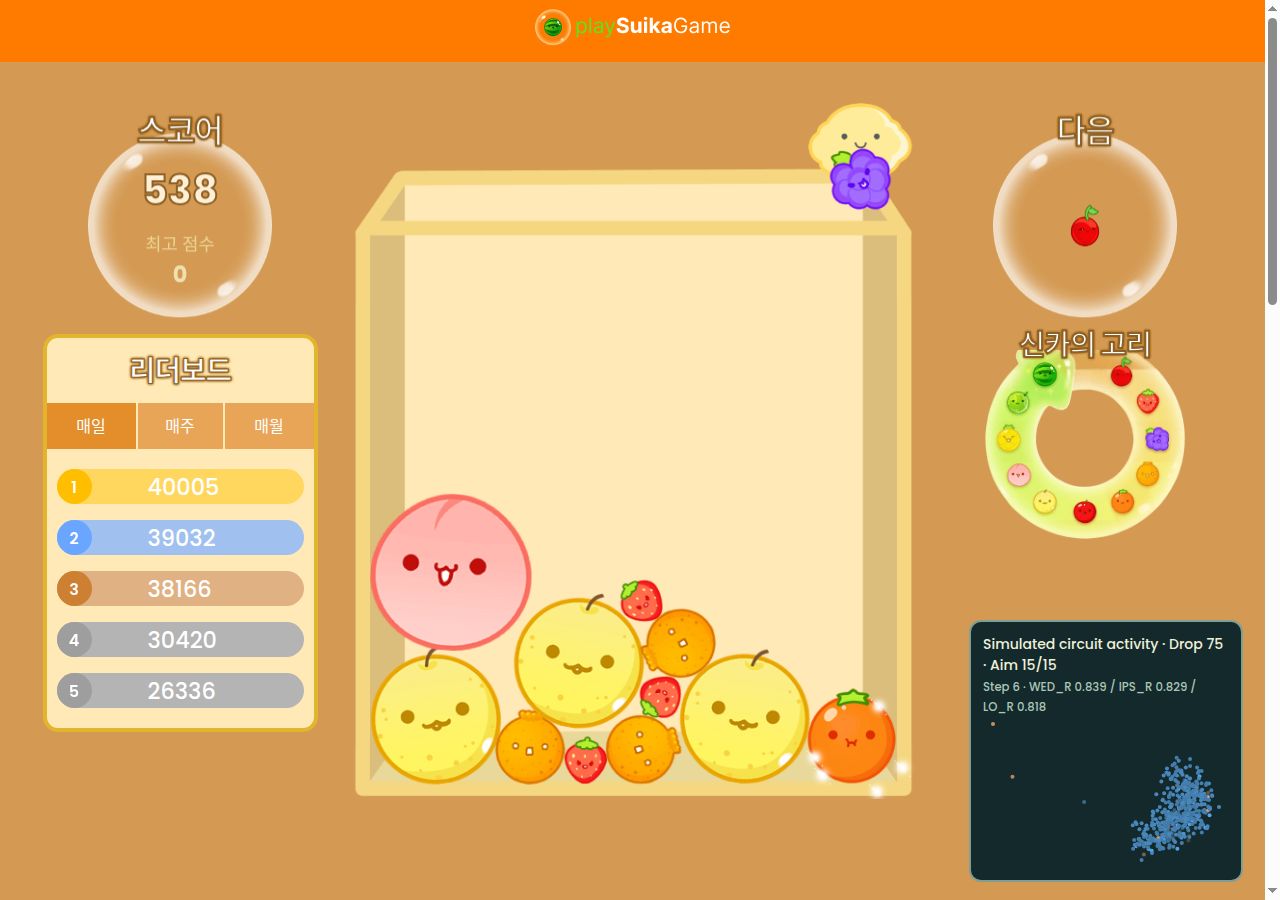 playSuikaGame
스코어
538
최고 점수
0
다음
신카의 고리
리더보드
매일 매주 매월
1 40005
2 39032
3 38166
4 30420
5 26336
Simulated circuit activity · Drop 75
· Aim 15/15
Step 6 · WED_R 0.839 / IPS_R 0.829 /
LO_R 0.818